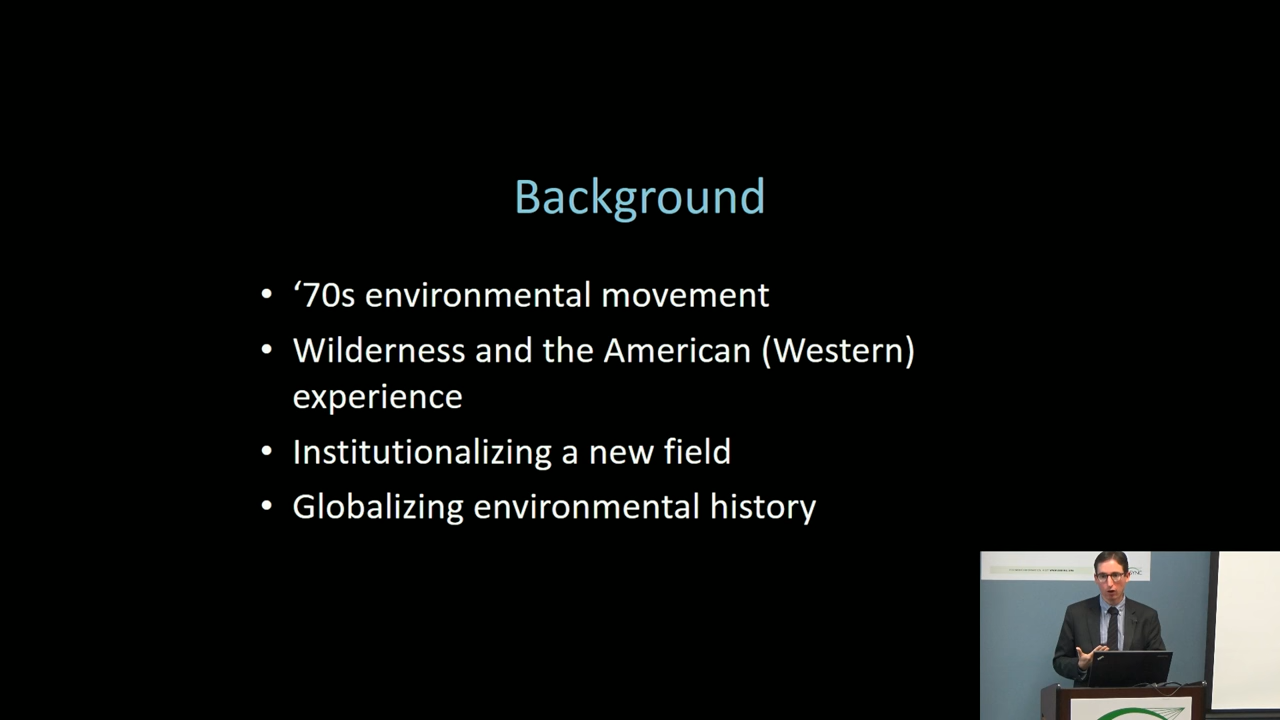 Background
• ‘70s environmental movement
• Wilderness and the American (Western)
experience
• Institutionalizing a new field
• Globalizing environmental history